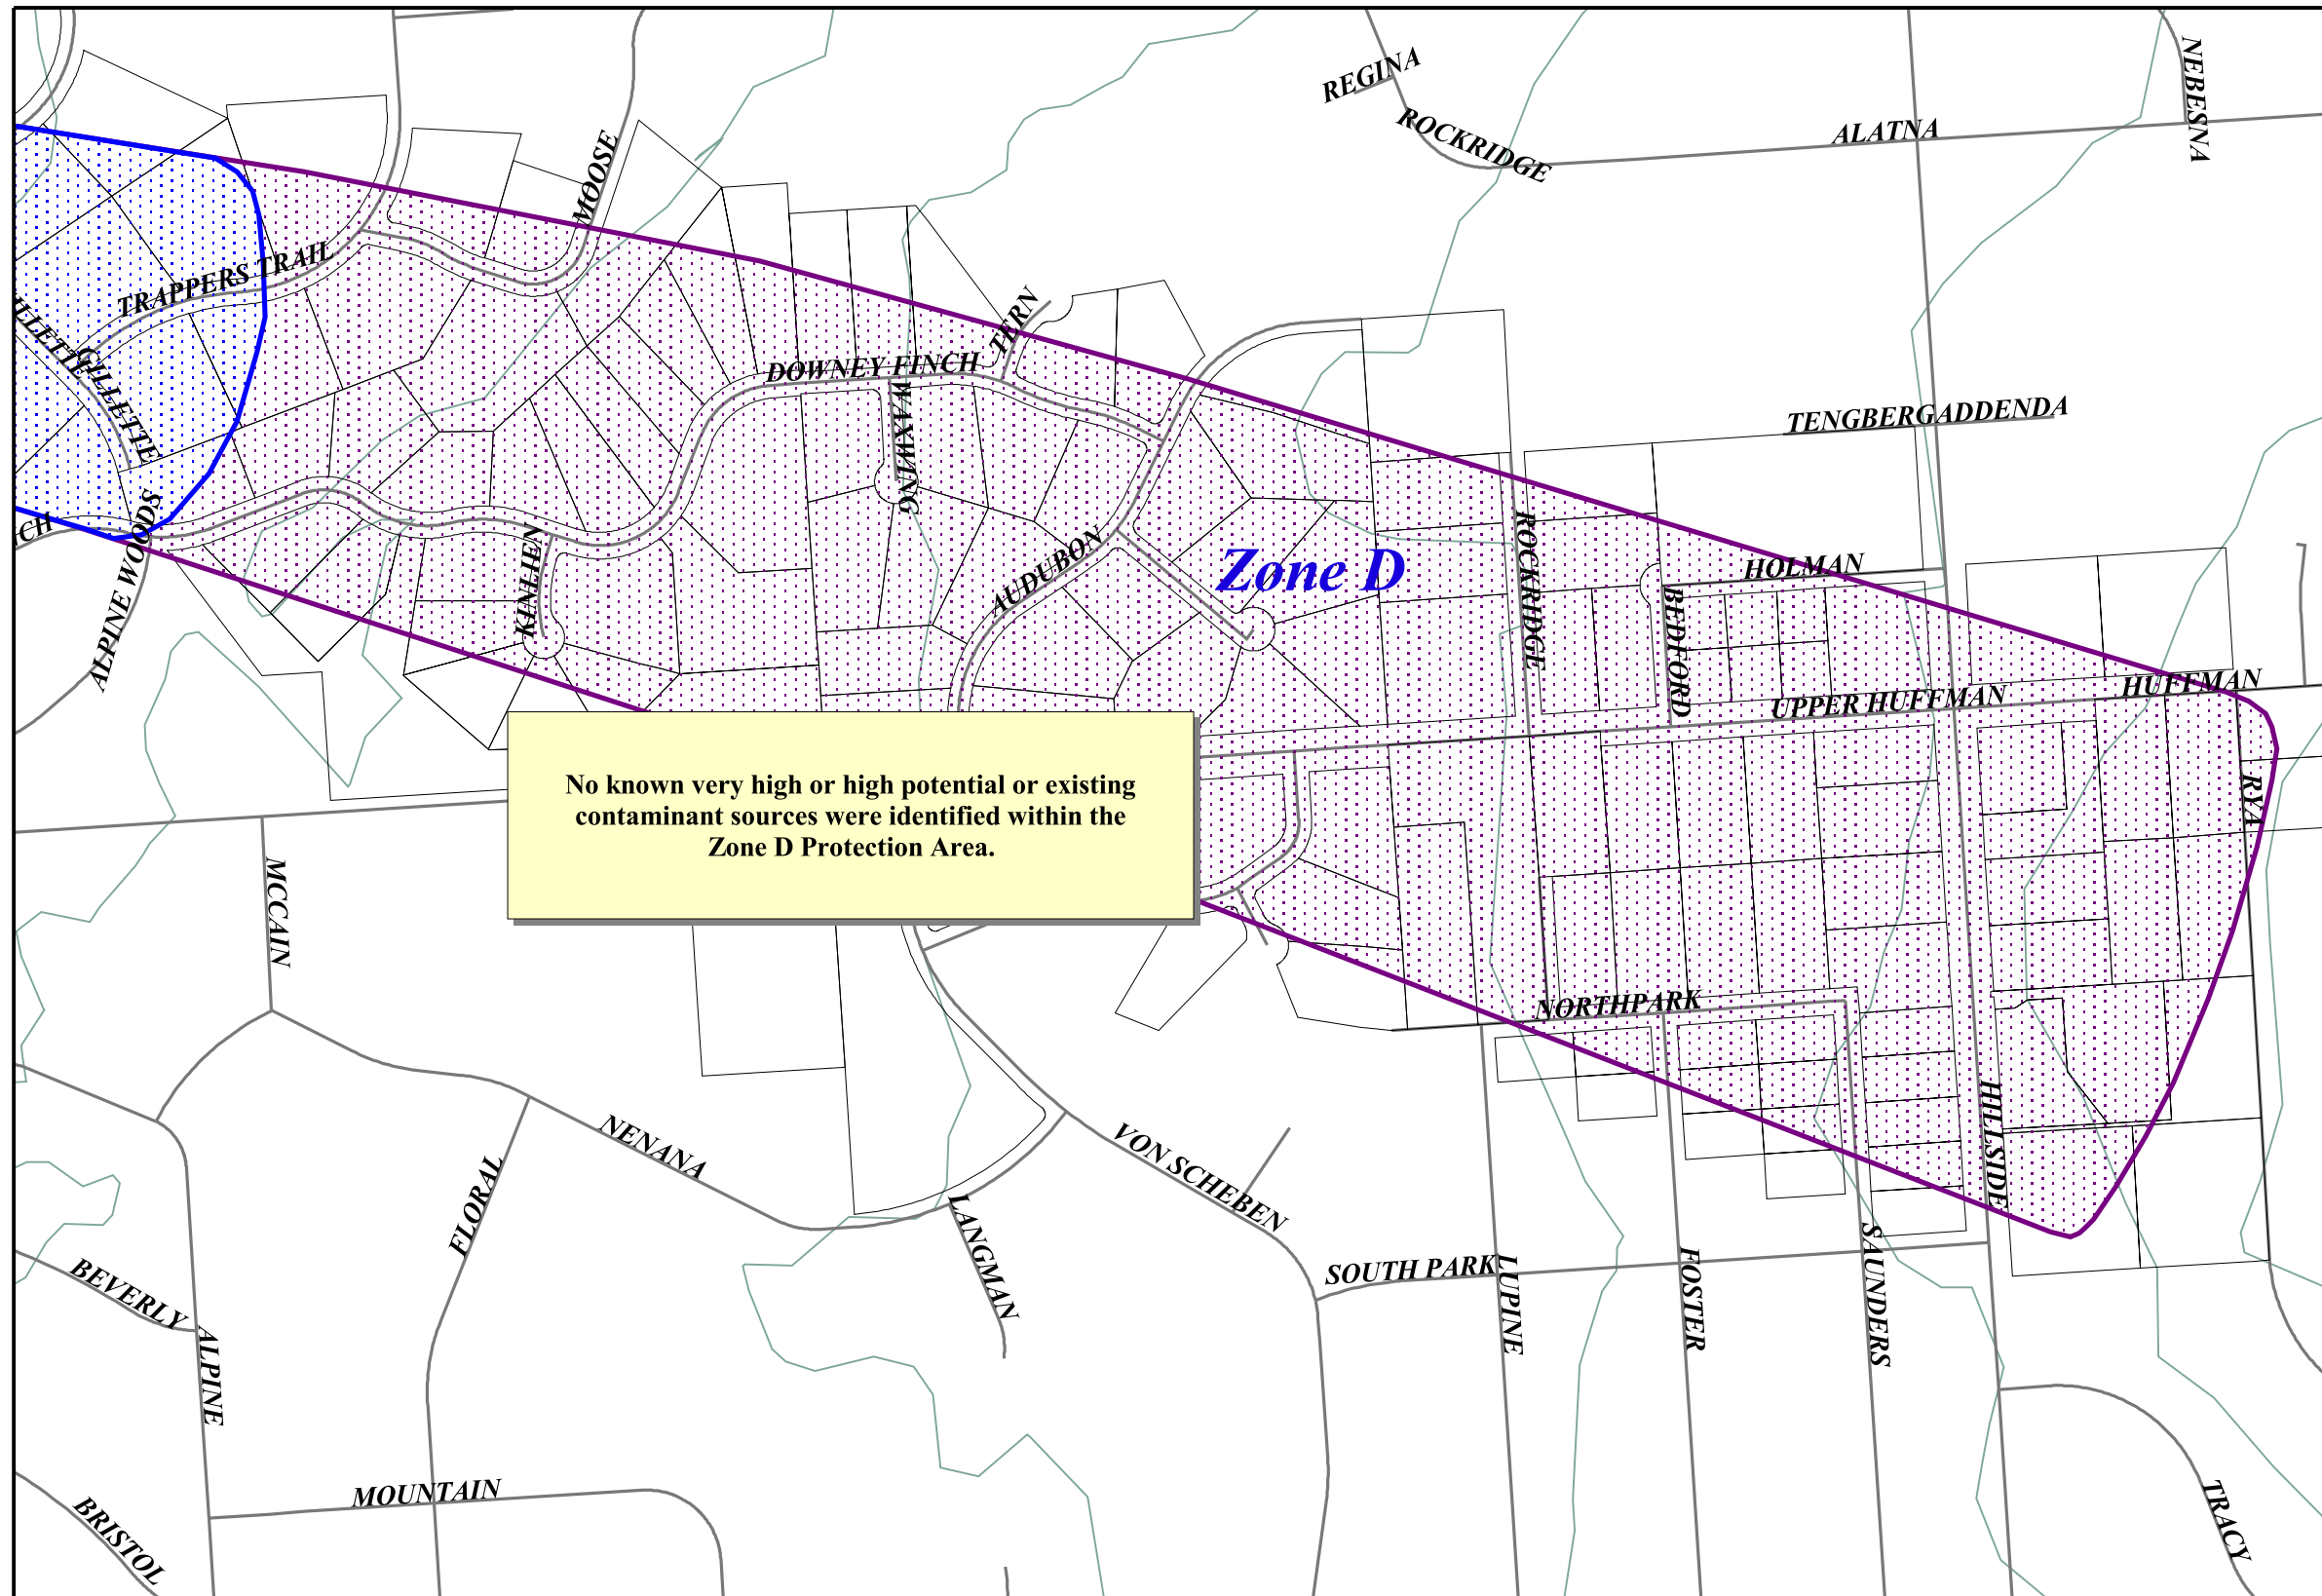 NEBESNA
REGINA
ROCKRIDGE
ALATNA
MOOSE
TRAPPERS TRAIL
TERN
GILLETTE
DOWNEY FINCH
WAXWING
TENGBERGADDENDA
ALPINE WOODS
KINLIEN
AUDUBON
Zone D
ROCKRIDGE
HOLMAN
BEDFORD
UPPER HUFFMAN
HUFFMAN
RYA
No known very high or high potential or existing
contaminant sources were identified within the
Zone D Protection Area.
MCCAIN
NORTHPARK
HILLSIDE
NENANA
FLORAL
VON SCHEBEN
LANGMAN
SOUTH PARK
LUPINE
FOSTER
SAUNDERS
BEVERLY
ALPINE
MOUNTAIN
BRISTOL
TRACY